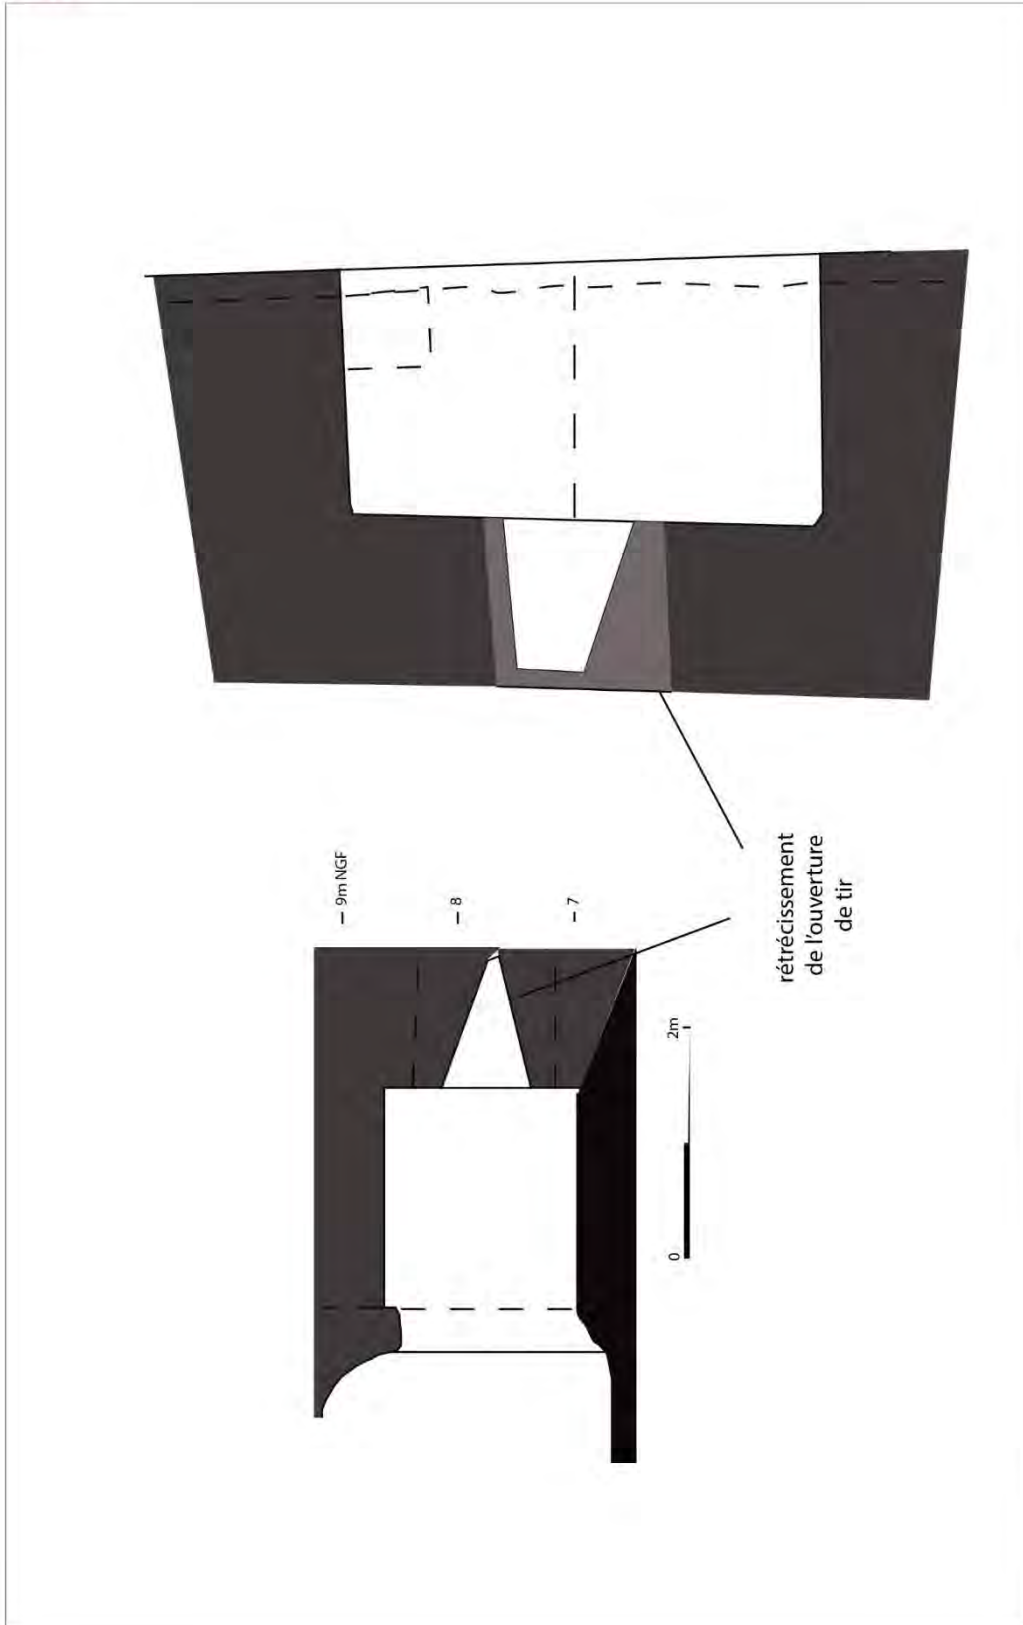 9m NGF
8
7
rétrécissement
de l'ouverture
de tir
0
2m